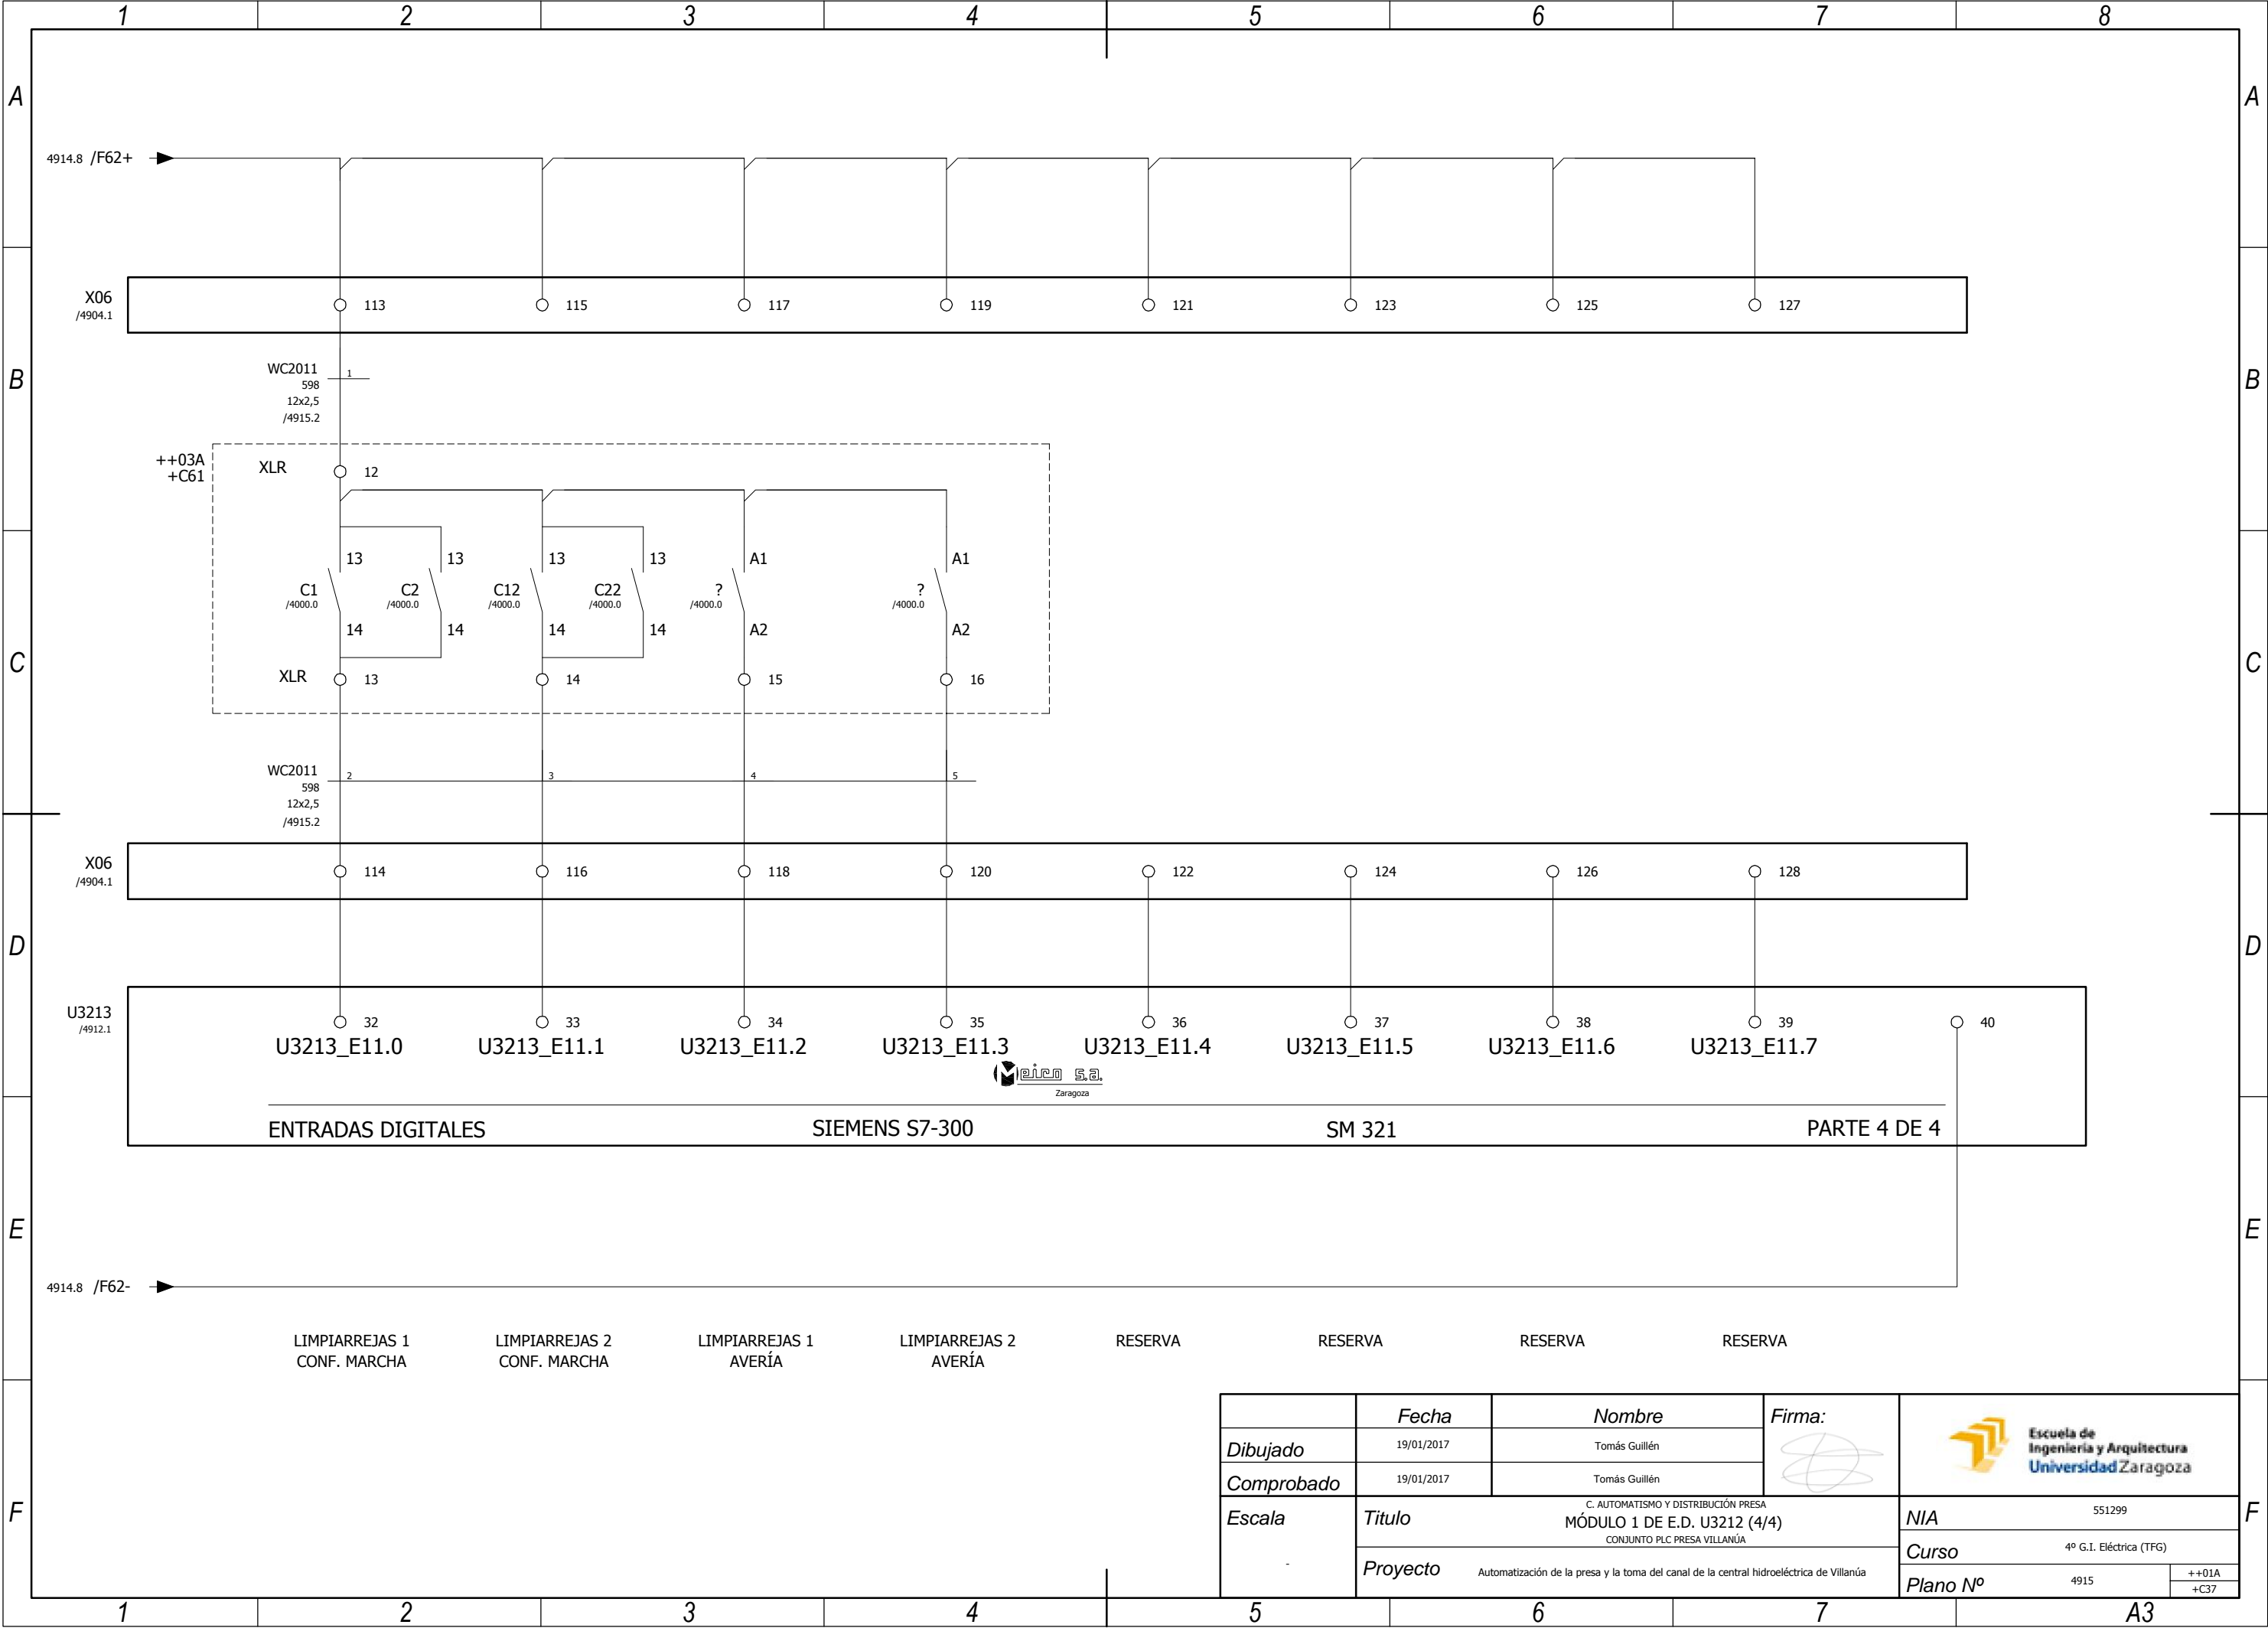 1 2 3 4 5 6 7 8
A A
4914.8 /F62+
X06
/4904.1
113 115 117 119 121 123 125 127
B B
WC2011
598
12x2,5
/4915.2
1
++03A
+C61
XLR 12
13 13 13 13 A1 A1
C1 C2 C12 C22 ? ?
/4000.0 /4000.0 /4000.0 /4000.0 /4000.0 /4000.0
14 14 14 14 A2 A2
C C
XLR 13 14 15 16
WC2011
598
12x2,5
/4915.2
2 3 4 5
X06
/4904.1
114 116 118 120 122 124 126 128
D D
U3213
/4912.1
32 33 34 35 36 37 38 39 40
U3213_E11.0 U3213_E11.1 U3213_E11.2 U3213_E11.3 U3213_E11.4 U3213_E11.5 U3213_E11.6 U3213_E11.7
Meico s.a.
Zaragoza
ENTRADAS DIGITALES SIEMENS S7-300 SM 321 PARTE 4 DE 4
E E
4914.8 /F62-
LIMPIARREJAS 1 LIMPIARREJAS 2 LIMPIARREJAS 1 LIMPIARREJAS 2 RESERVA RESERVA RESERVA RESERVA
CONF. MARCHA CONF. MARCHA AVERÍA AVERÍA
Fecha Nombre Firma:
Dibujado 19/01/2017 Tomás Guillén
Comprobado 19/01/2017 Tomás Guillén
Escuela de
Ingeniería y Arquitectura
Universidad Zaragoza
F F
Escala
-
Titulo
C. AUTOMATISMO Y DISTRIBUCIÓN PRESA
MÓDULO 1 DE E.D. U3212 (4/4)
CONJUNTO PLC PRESA VILLANÚA
Proyecto Automatización de la presa y la toma del canal de la central hidroeléctrica de Villanúa
NIA 551299
Curso 4º G.I. Eléctrica (TFG)
Plano Nº 4915
++01A
+C37
1 2 3 4 5 6 7 A3